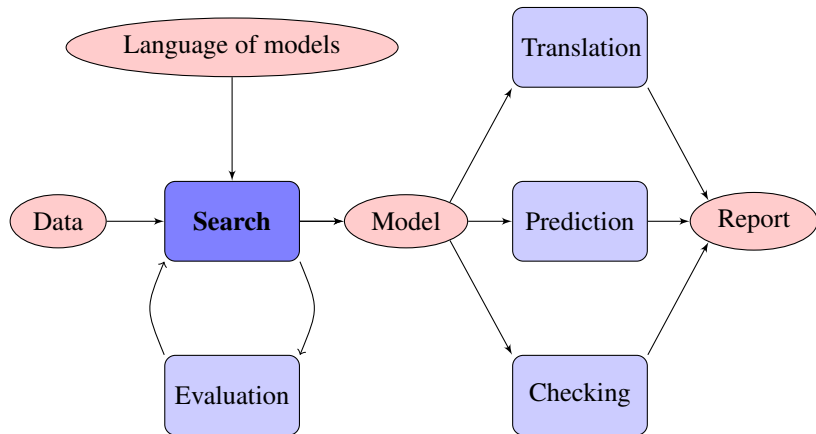 Language of models
Translation
Data
Search
Model
Prediction
Report
Evaluation
Checking